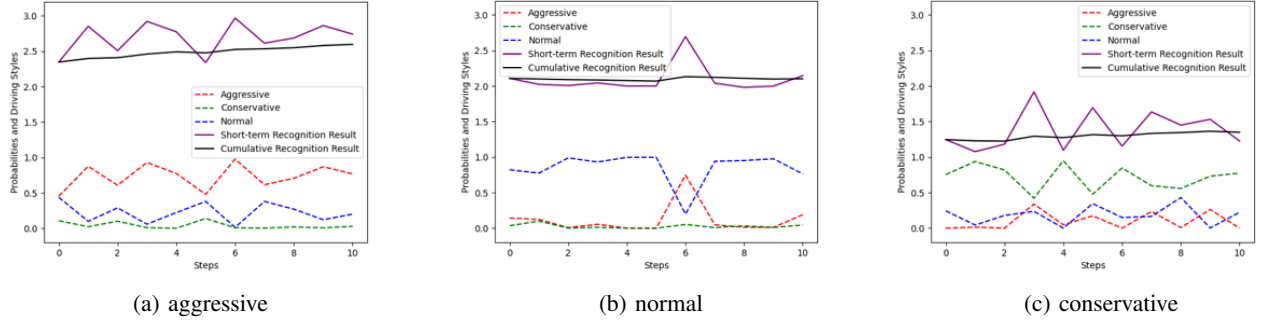 3.0
2.5
2.0
1.5
1.0
0.5
0.0
Probabilities and Driving Styles
Aggressive
Conservative
Normal
Short-term Recognition Result
Cumulative Recognition Result
0 2 4 6 8 10
Steps
(a) aggressive
3.0
2.5
2.0
1.5
1.0
0.5
0.0
Probabilities and Driving Styles
Aggressive
Conservative
Normal
Short-term Recognition Result
Cumulative Recognition Result
0 2 4 6 8 10
Steps
(b) normal
3.0
2.5
2.0
1.5
1.0
0.5
0.0
Probabilities and Driving Styles
Aggressive
Conservative
Normal
Short-term Recognition Result
Cumulative Recognition Result
0 2 4 6 8 10
Steps
(c) conservative